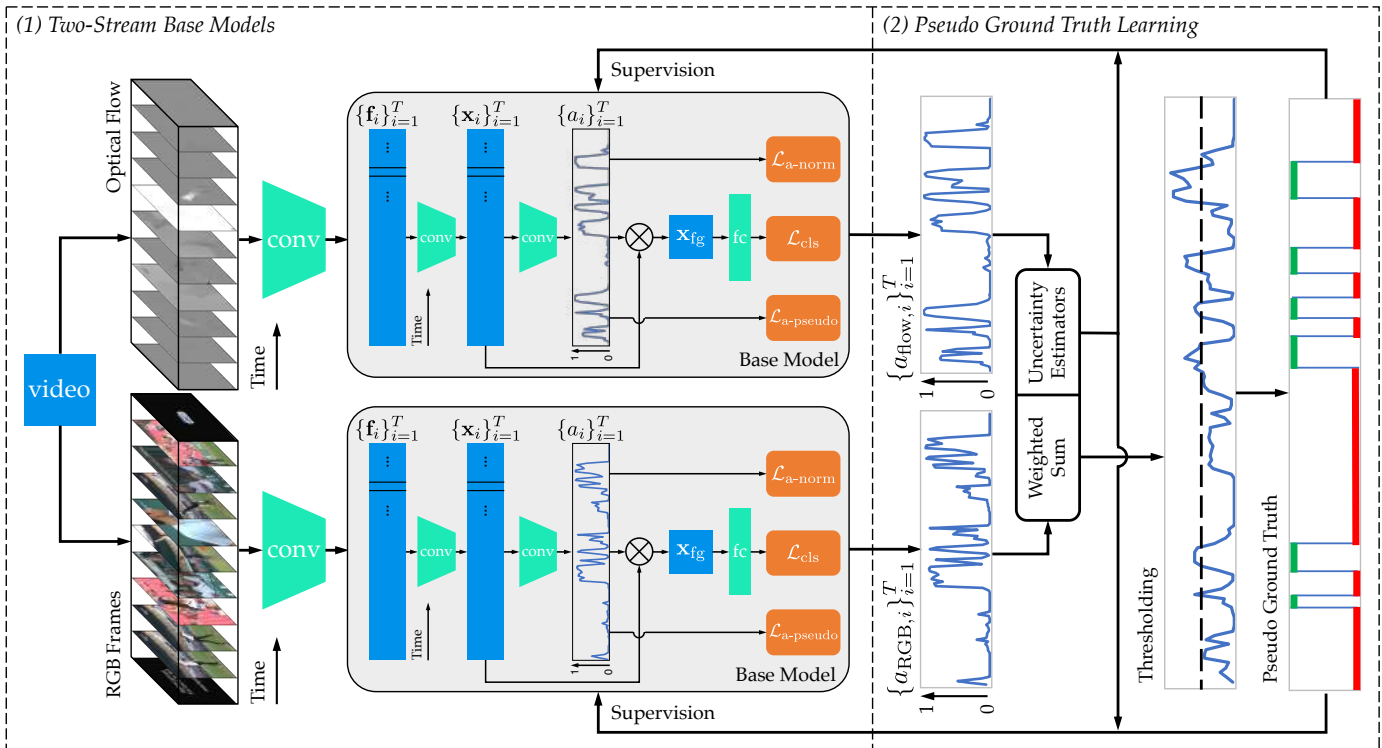 (1) Two-Stream Base Models
(2) Pseudo Ground Truth Learning
video
Optical Flow
conv
Time
Supervision
{f_i}_{i=1}^T
{x_i}_{i=1}^T
{a_i}_{i=1}^T
...
...
...
...
conv
conv
Time
1
0
x_fg
fc
L_a-norm
L_cls
L_a-pseudo
Base Model
RGB Frames
conv
Time
{f_i}_{i=1}^T
{x_i}_{i=1}^T
{a_i}_{i=1}^T
...
...
...
...
conv
conv
Time
1
0
x_fg
fc
L_a-norm
L_cls
L_a-pseudo
Base Model
Supervision
{a_flow,i}_{i=1}^T
1
0
{a_RGB,i}_{i=1}^T
1
0
Uncertainty
Estimators
Weighted
Sum
Thresholding
Pseudo Ground Truth